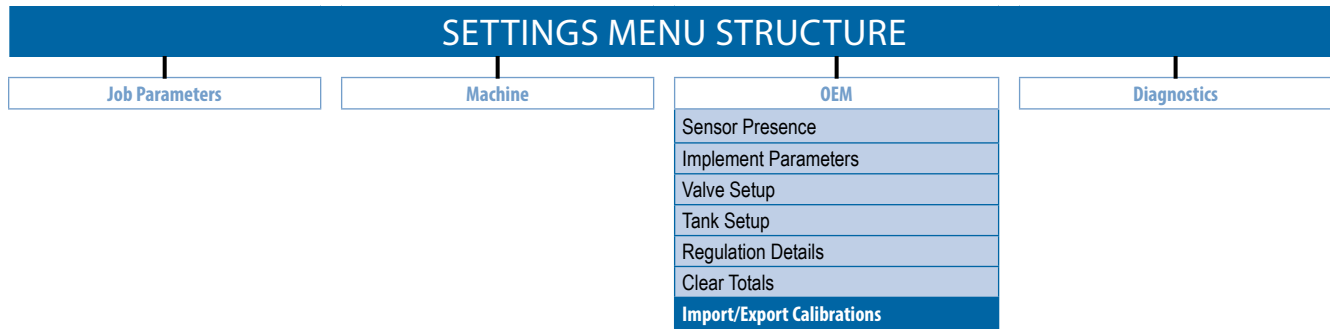 SETTINGS MENU STRUCTURE
Job Parameters
Machine
OEM
Diagnostics
Sensor Presence
Implement Parameters
Valve Setup
Tank Setup
Regulation Details
Clear Totals
Import/Export Calibrations